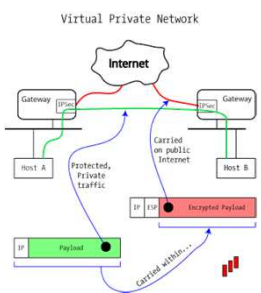 Virtual Private Network
Internet
Gateway
IPSec
IPSec
Gateway
Carried
on public
Internet
Host A
Protected,
Private
traffic
Host B
IP
ESP
Encrypted Payload
IP
Payload
Carried within...